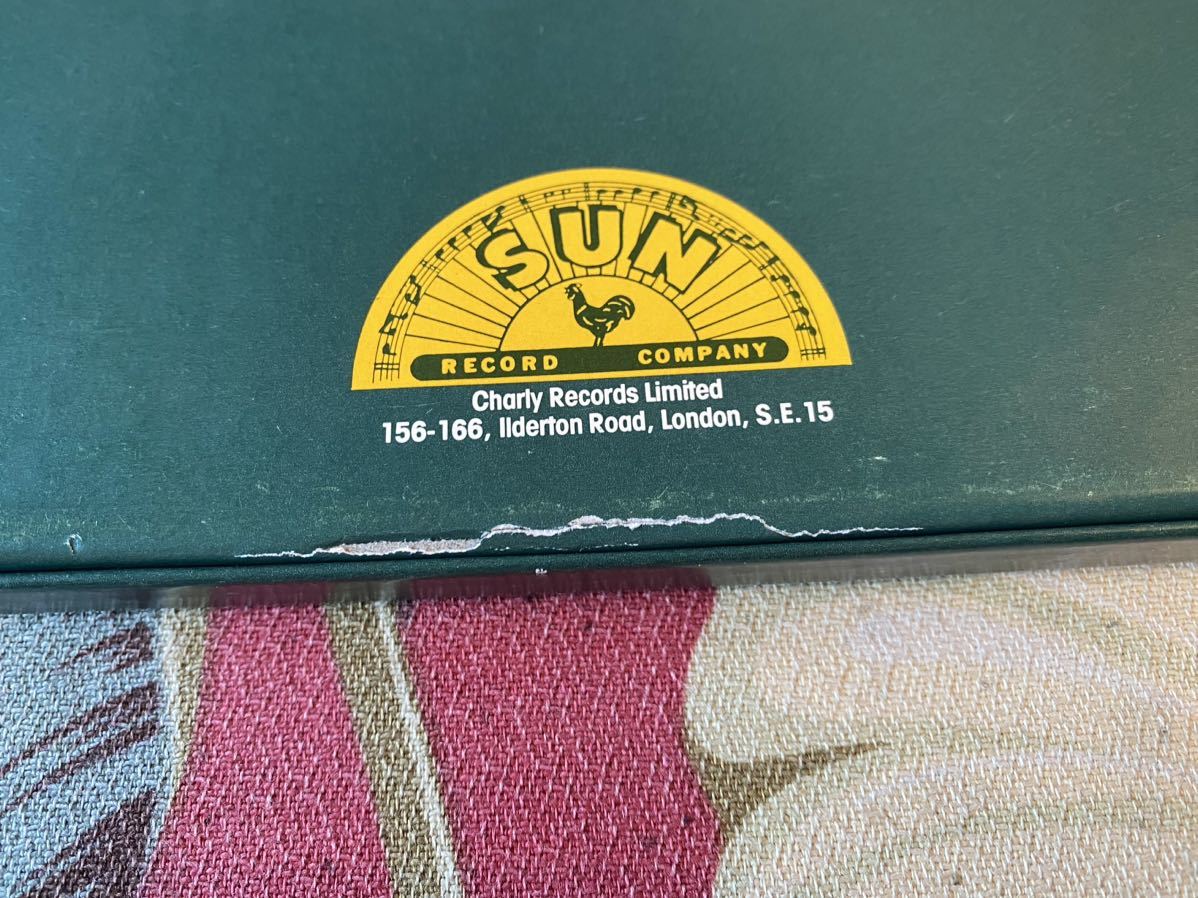 SUN
RECORD COMPANY
Charly Records Limited
156-166, Ilderton Road, London, S.E.15